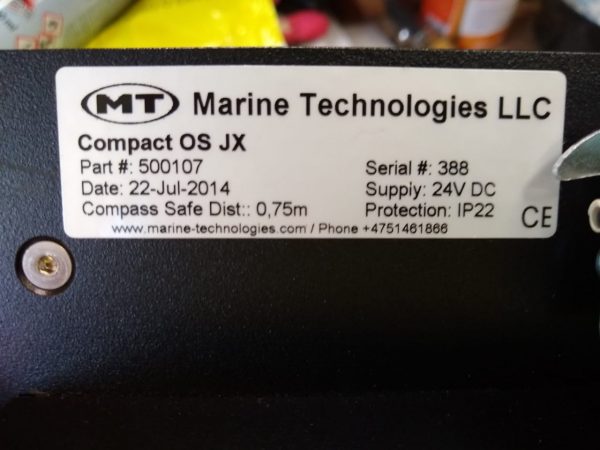 MT Marine Technologies LLC
Compact OS JX
Part #: 500107 Serial #: 388
Date: 22-Jul-2014 Supply: 24V DC
Compass Safe Dist:: 0,75m Protection: IP22 CE
www.marine-technologies.com / Phone +4751461866